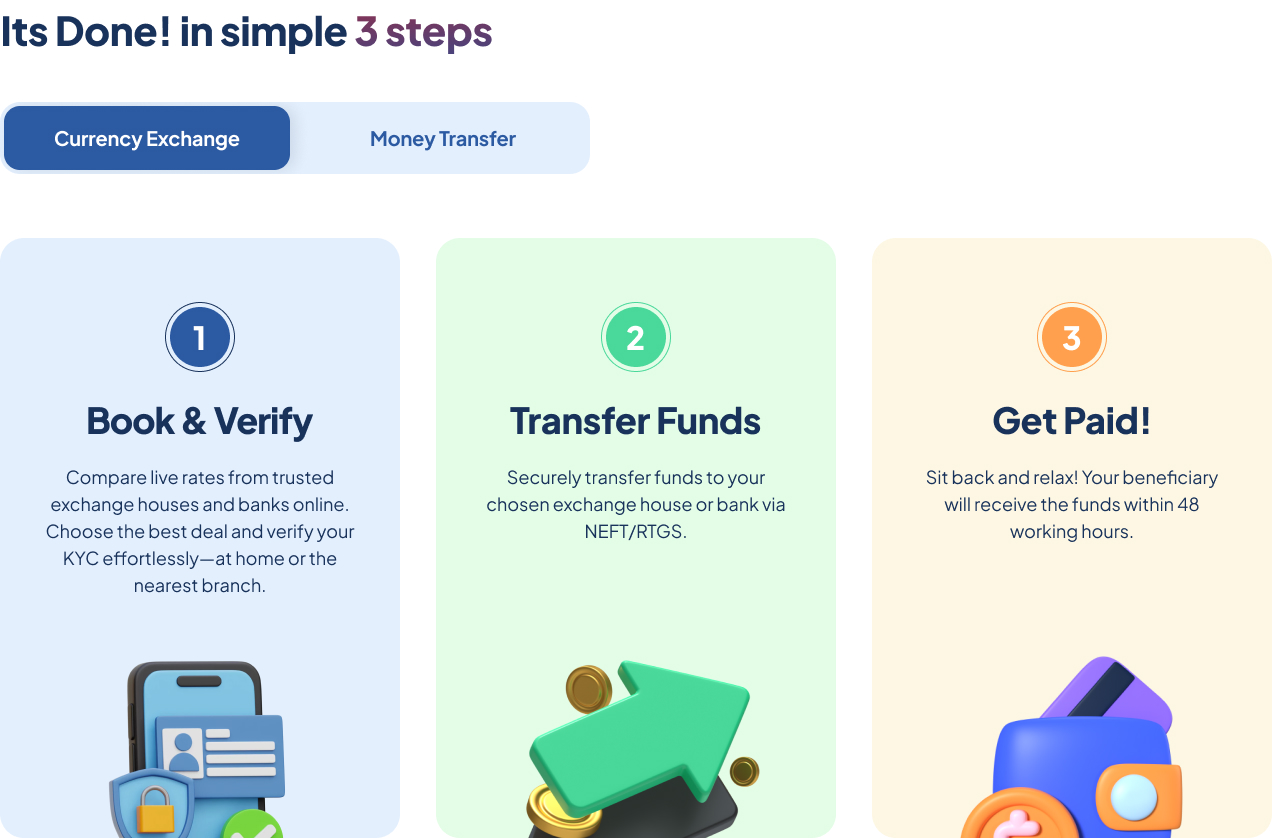 Its Done! in simple 3 steps
Currency Exchange
Money Transfer
1
Book & Verify
Compare live rates from trusted
exchange houses and banks online.
Choose the best deal and verify your
KYC effortlessly—at home or the
nearest branch.
2
Transfer Funds
Securely transfer funds to your
chosen exchange house or bank via
NEFT/RTGS.
3
Get Paid!
Sit back and relax! Your beneficiary
will receive the funds within 48
working hours.